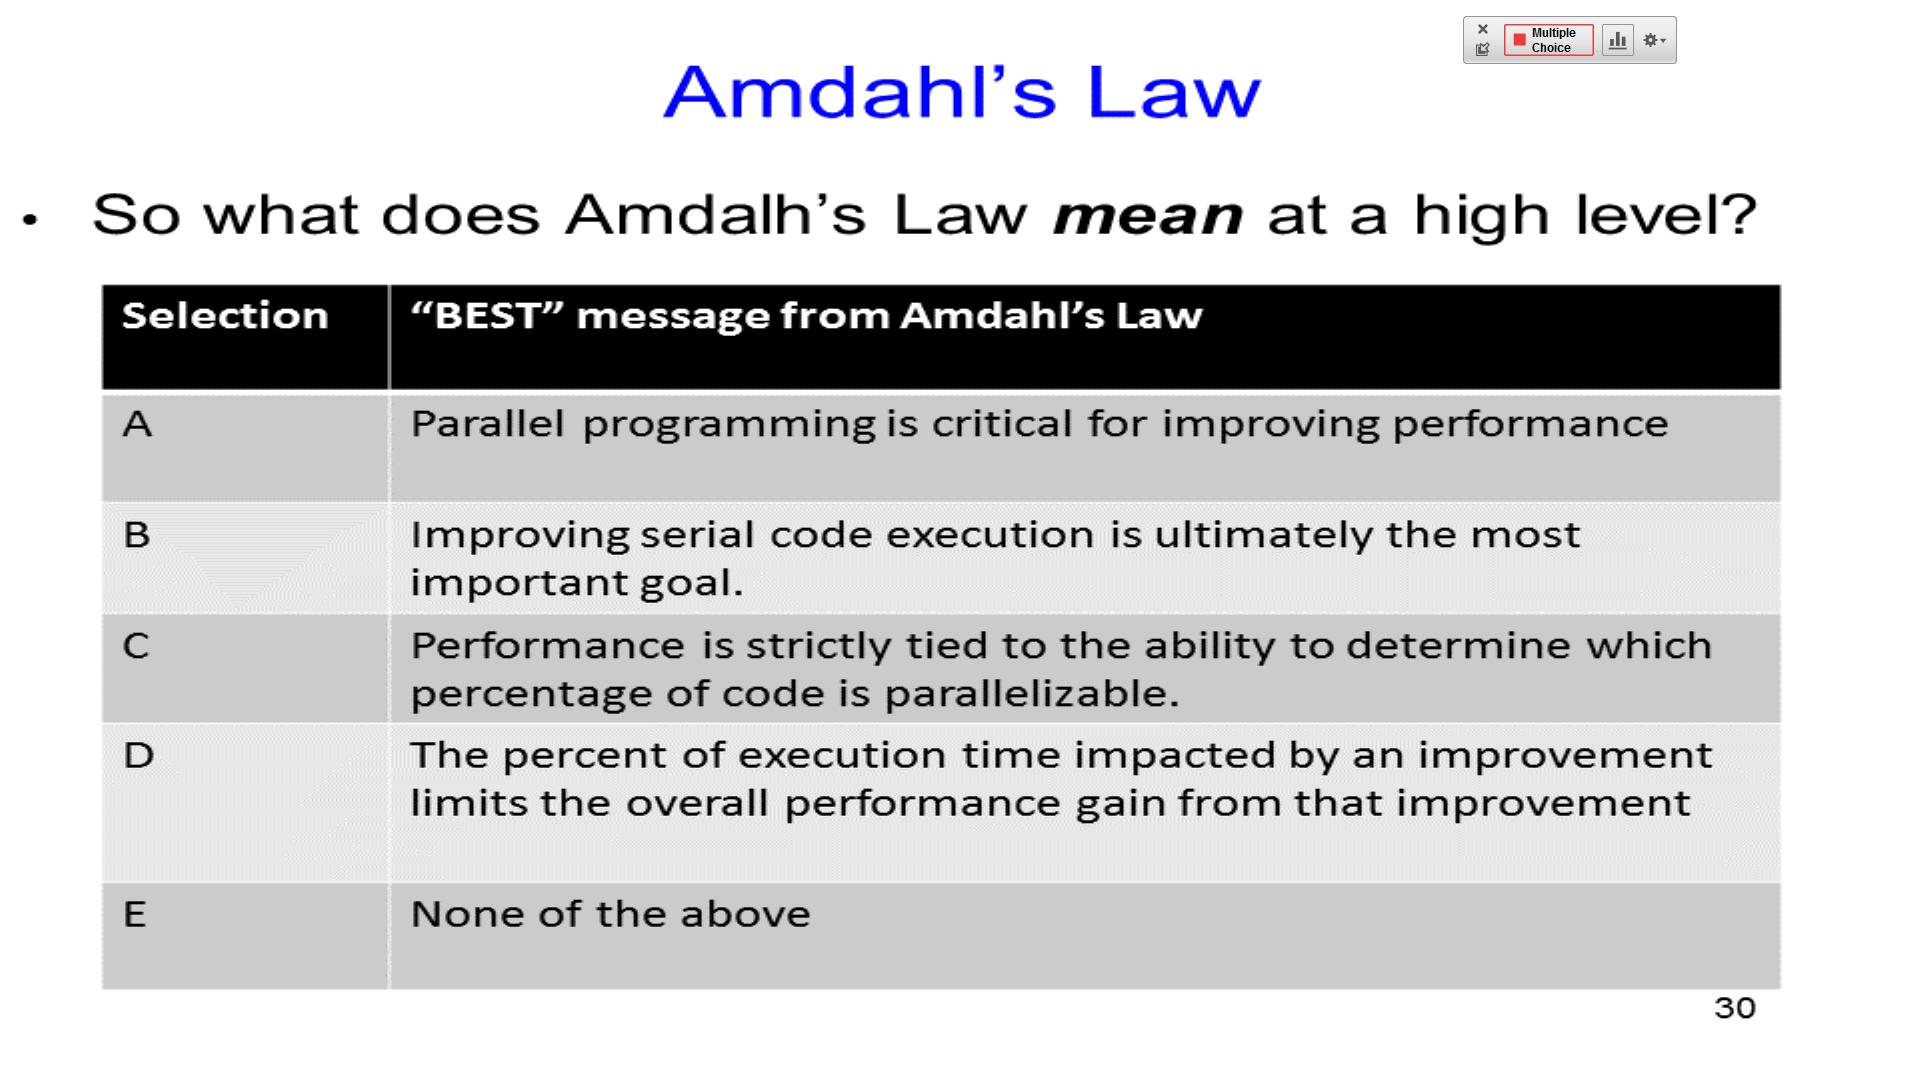 Multiple
Choice
Amdahl’s Law
• So what does Amdalh’s Law mean at a high level?
Selection “BEST” message from Amdahl’s Law
A Parallel programming is critical for improving performance
B Improving serial code execution is ultimately the most
important goal.
C Performance is strictly tied to the ability to determine which
percentage of code is parallelizable.
D The percent of execution time impacted by an improvement
limits the overall performance gain from that improvement
E None of the above
30